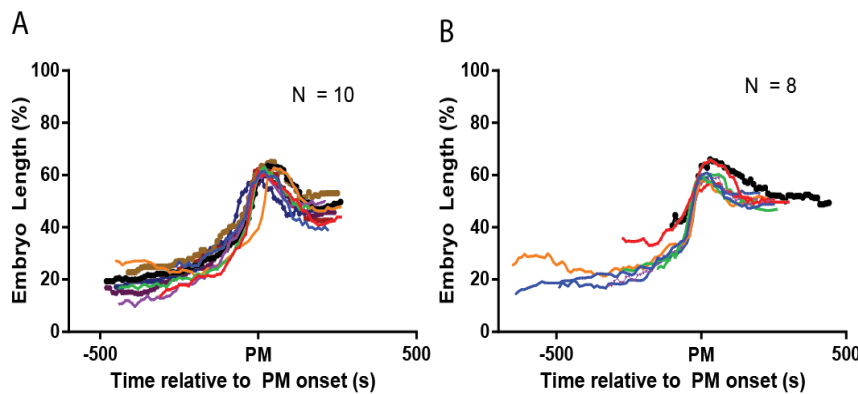 A
N = 10
Embryo Length (%)
100
80
60
40
20
0
-500
PM
500
Time relative to PM onset (s)
B
N = 8
Embryo Length (%)
100
80
60
40
20
0
-500
PM
500
Time relative to PM onset (s)